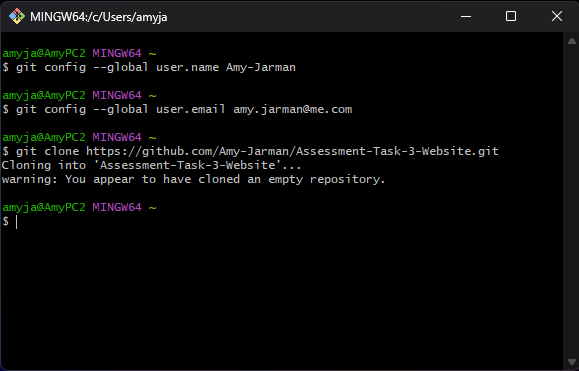 MINGW64:/c/Users/amyja
amyja@AmyPC2 MINGW64 ~
$ git config --global user.name Amy-Jarman
amyja@AmyPC2 MINGW64 ~
$ git config --global user.email amy.jarman@me.com
amyja@AmyPC2 MINGW64 ~
$ git clone https://github.com/Amy-Jarman/Assessment-Task-3-Website.git
Cloning into 'Assessment-Task-3-Website'...
warning: You appear to have cloned an empty repository.
amyja@AmyPC2 MINGW64 ~
$